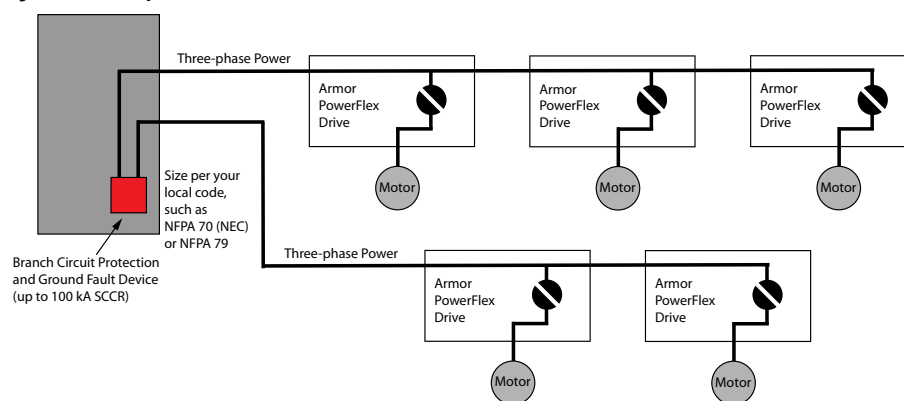 Three-phase Power
Armor
PowerFlex
Drive
Armor
PowerFlex
Drive
Armor
PowerFlex
Drive
Motor
Motor
Motor
Size per your
local code,
such as
NFPA 70 (NEC)
or NFPA 79
Branch Circuit Protection
and Ground Fault Device
(up to 100 kA SCCR)
Three-phase Power
Armor
PowerFlex
Drive
Armor
PowerFlex
Drive
Motor
Motor